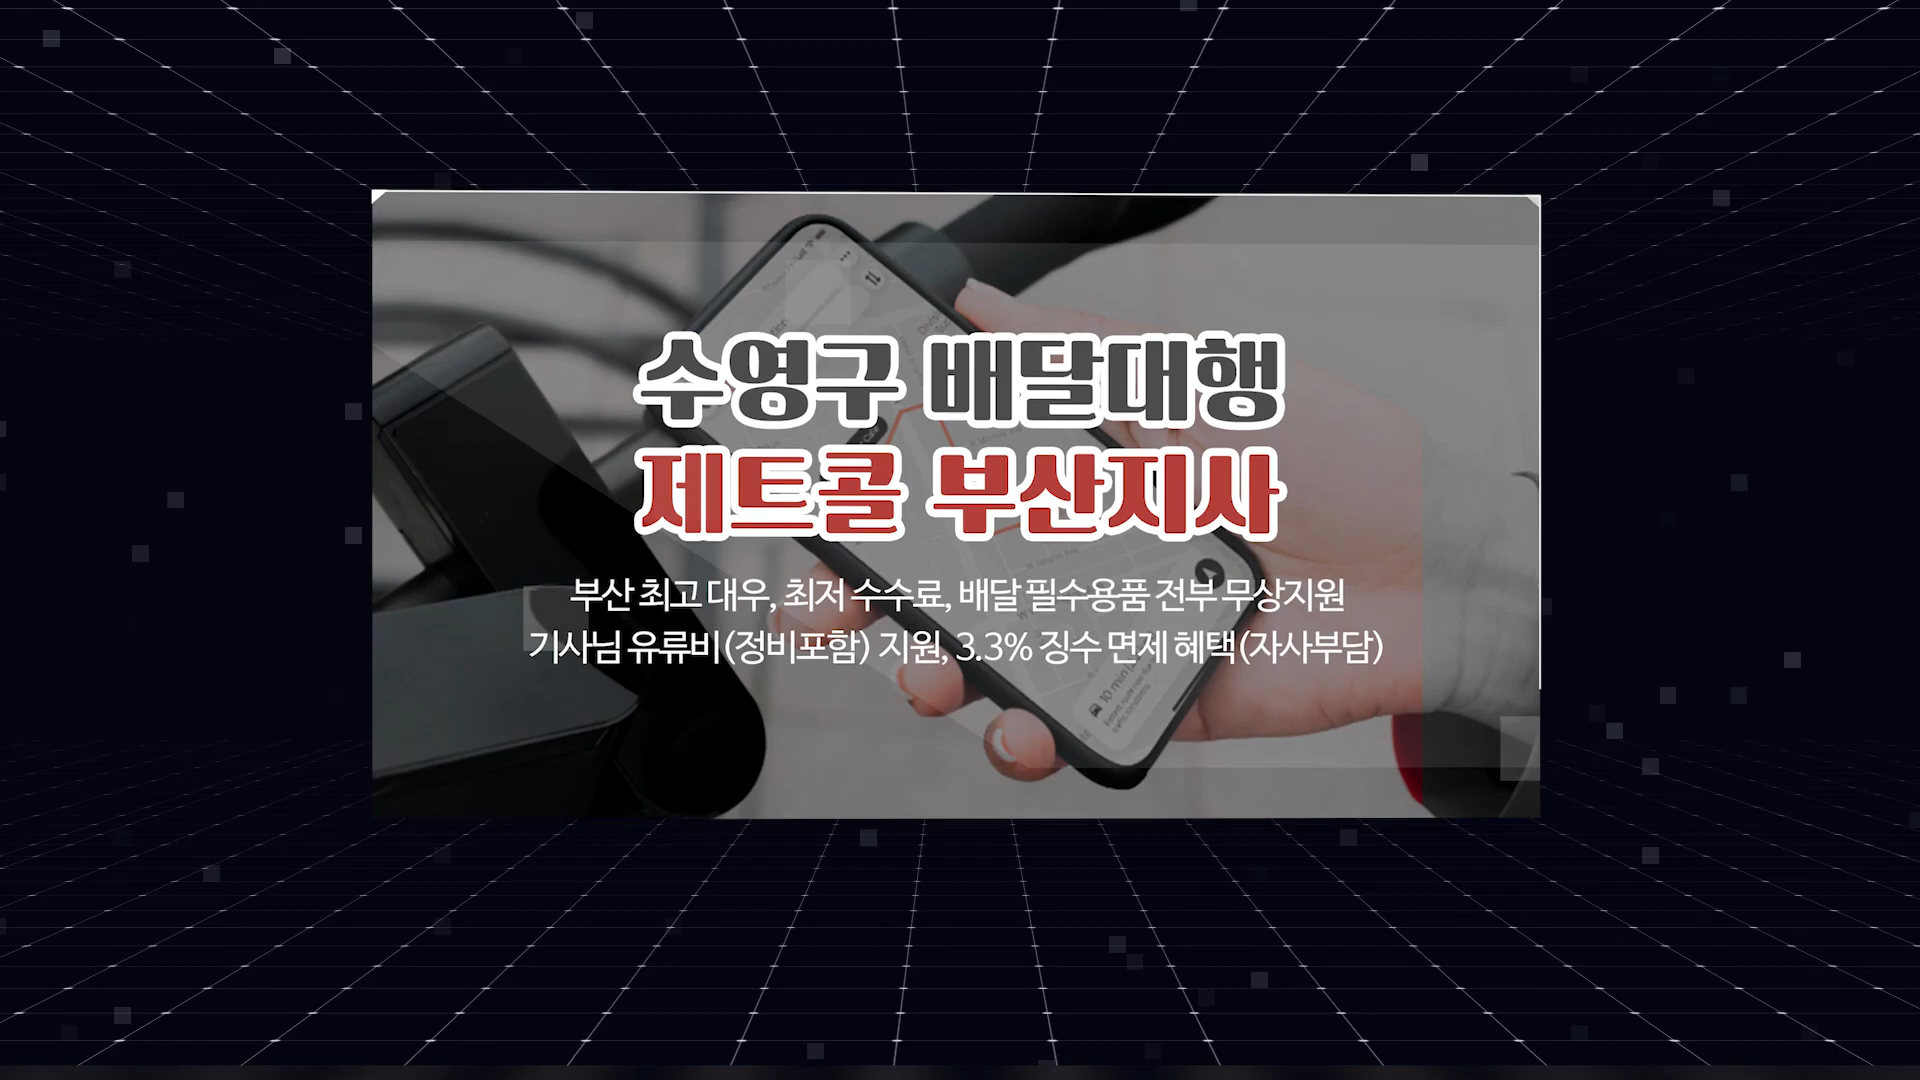 수영구 배달대행
제트콜 부산지사
부산 최고 대우, 최저 수수료, 배달 필수용품 전부 무상지원
기사님 유류비(정비포함) 지원, 3.3% 징수 면제 혜택(자사부담)
10 min